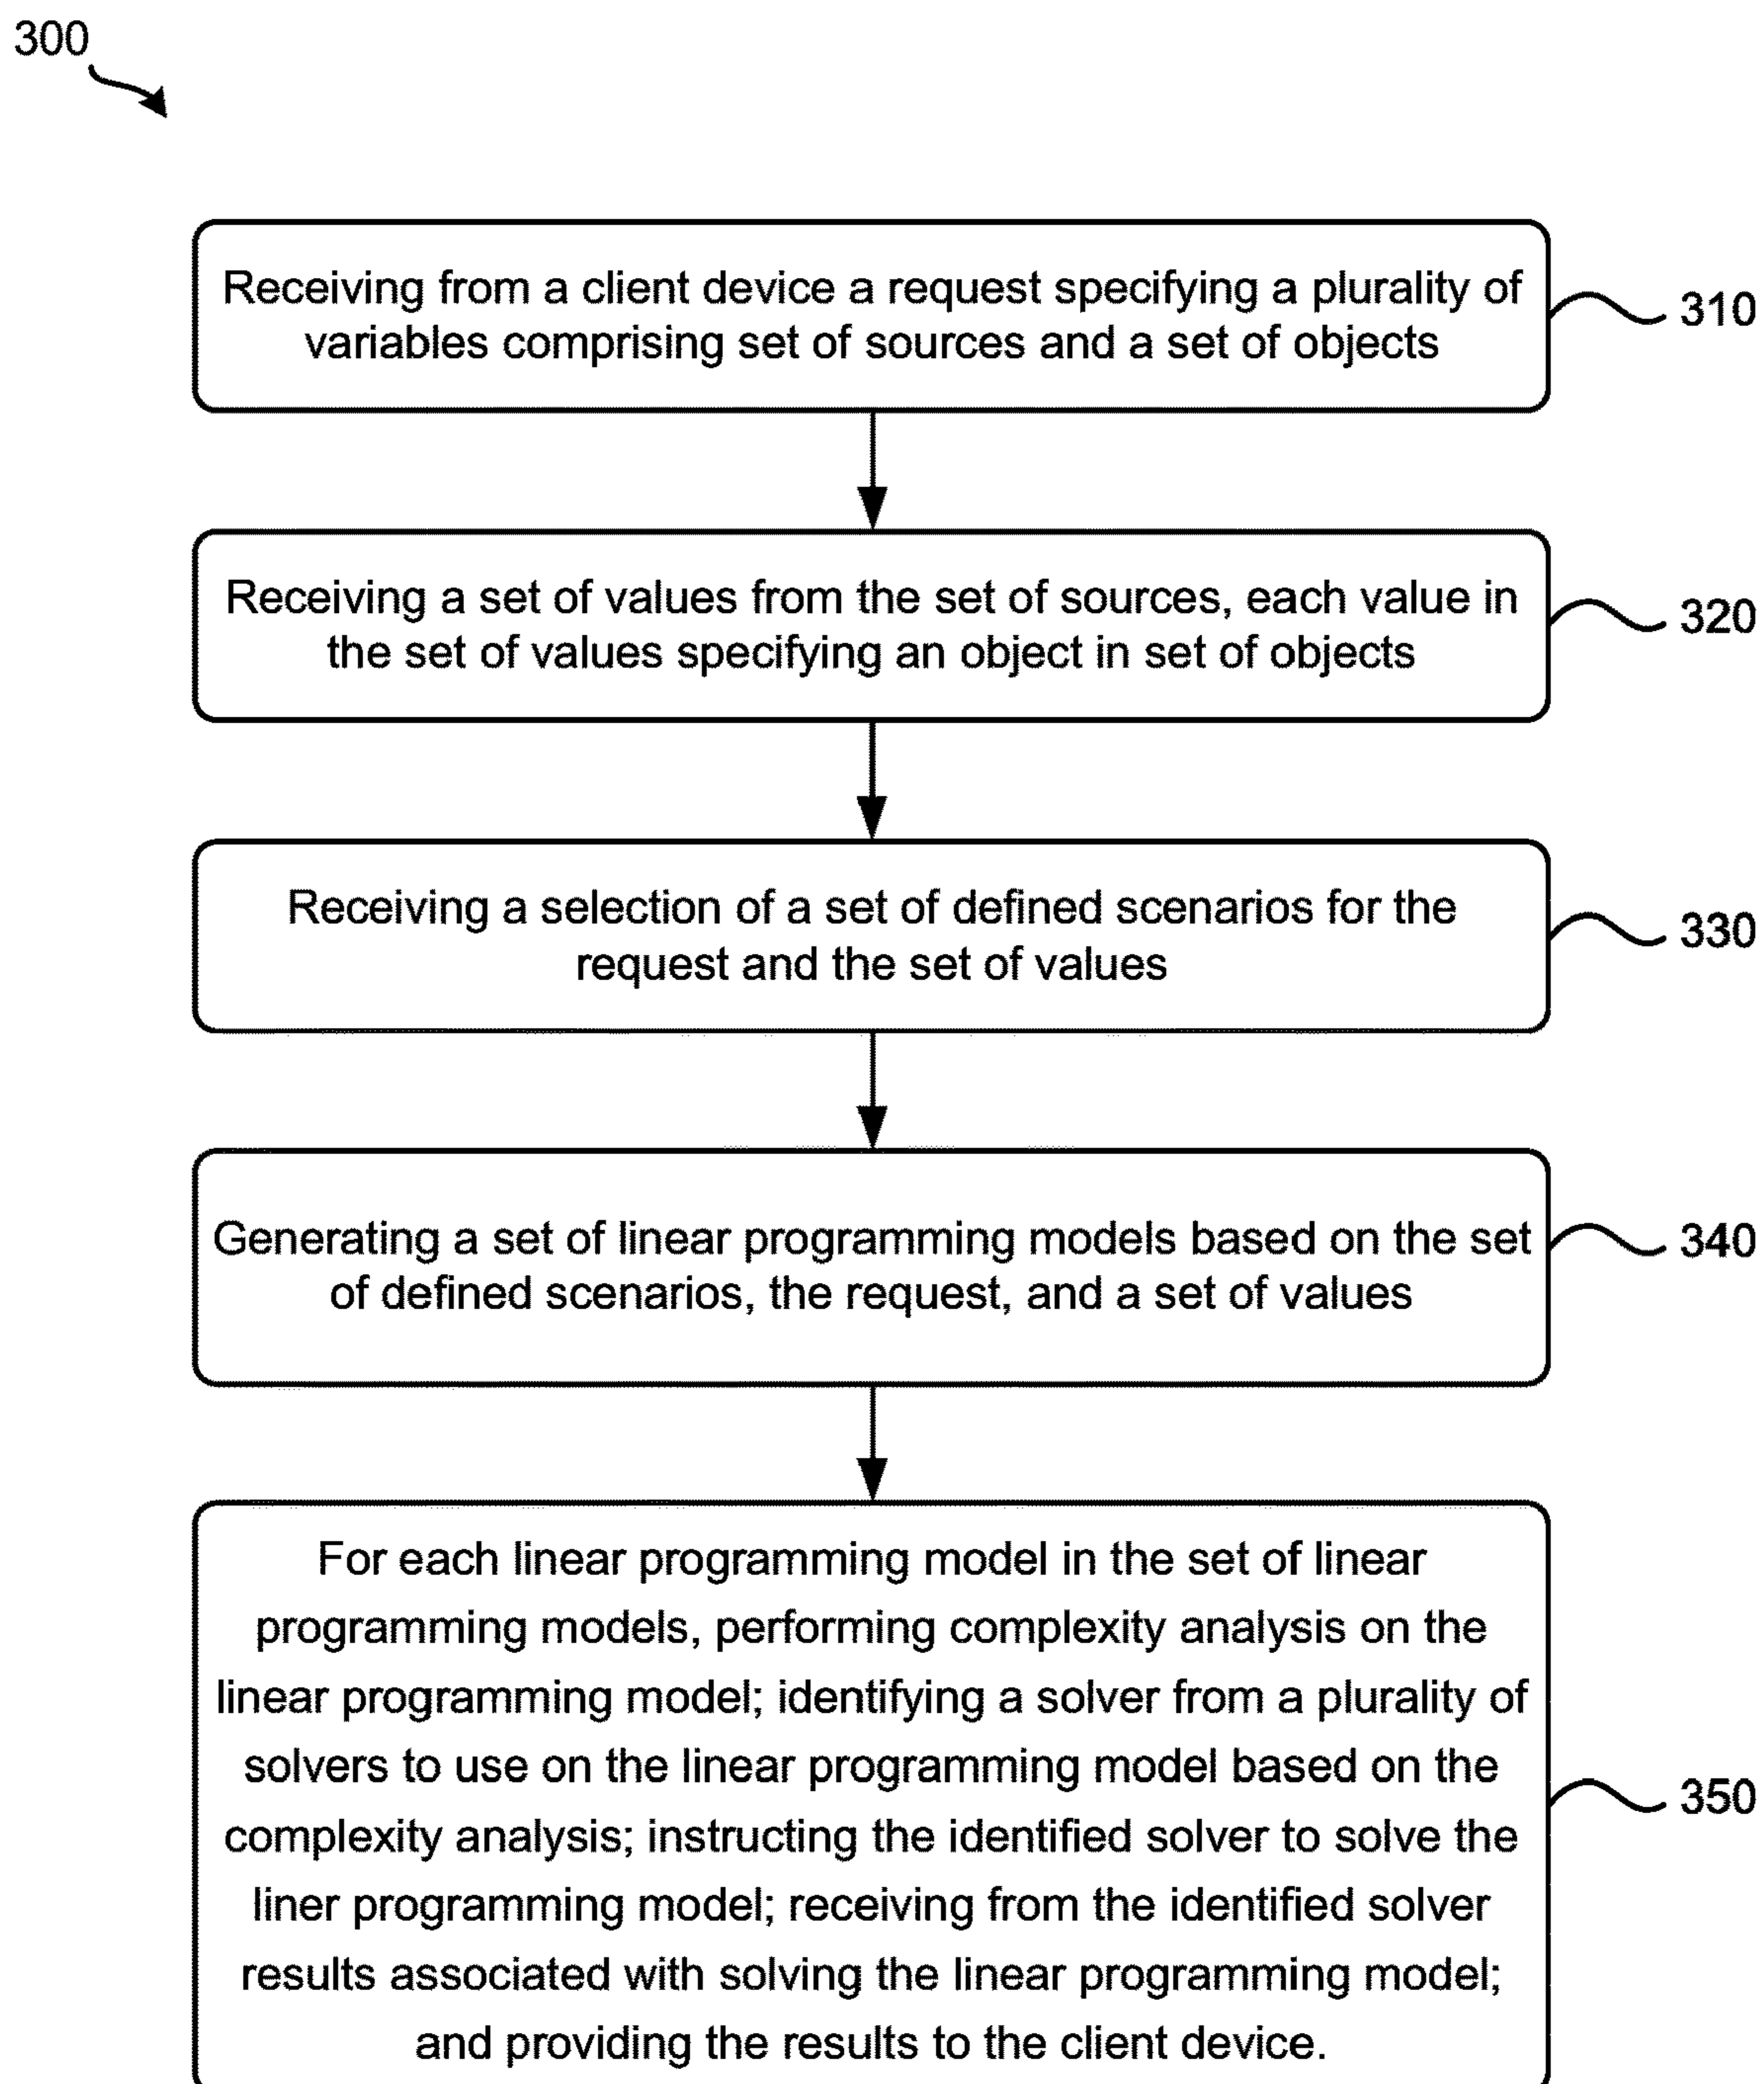 300
Receiving from a client device a request specifying a plurality of
variables comprising set of sources and a set of objects
310
Receiving a set of values from the set of sources, each value in
the set of values specifying an object in set of objects
320
Receiving a selection of a set of defined scenarios for the
request and the set of values
330
Generating a set of linear programming models based on the set
of defined scenarios, the request, and a set of values
340
For each linear programming model in the set of linear
programming models, performing complexity analysis on the
linear programming model; identifying a solver from a plurality of
solvers to use on the linear programming model based on the
complexity analysis; instructing the identified solver to solve the
liner programming model; receiving from the identified solver
results associated with solving the linear programming model;
and providing the results to the client device.
350